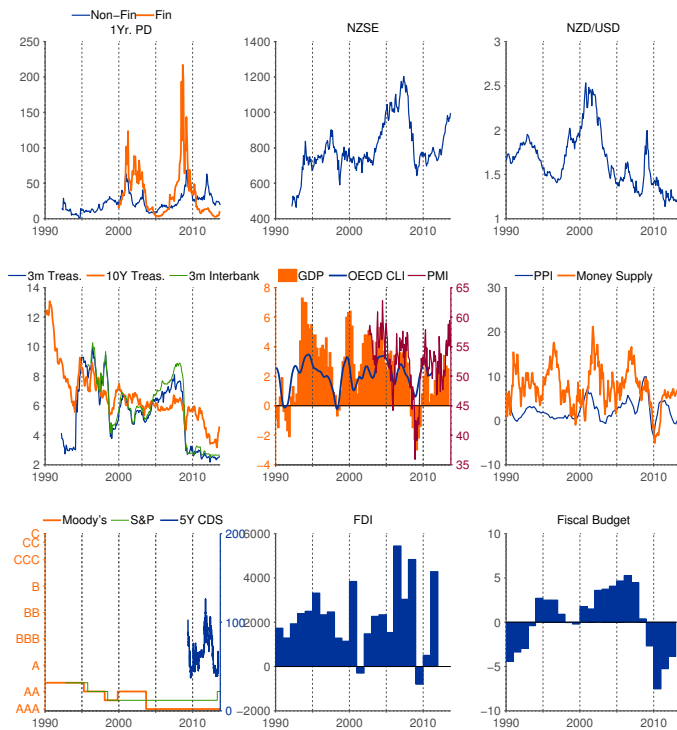 Non-Fin Fin
1Yr. PD
NZSE
NZD/USD
250
200
150
100
50
0
1990 2000 2010
1400
1200
1000
800
600
400
1990 2000 2010
3
2.5
2
1.5
1
1990 2000 2010
3m Treas. 10Y Treas. 3m Interbank
GDP OECD CLI PMI
PPI Money Supply
14
12
10
8
6
4
2
1990 2000 2010
8
6
4
2
0
-2
-4
65
60
55
50
45
40
35
1990 2000 2010
30
20
10
0
-10
1990 2000 2010
Moody's S&P 5Y CDS
FDI
Fiscal Budget
C
CC
CCC
B
BB
BBB
A
AA
AAA
200
100
0
1990 2000 2010
6000
4000
2000
0
-2000
1990 2000 2010
10
5
0
-5
-10
1990 2000 2010